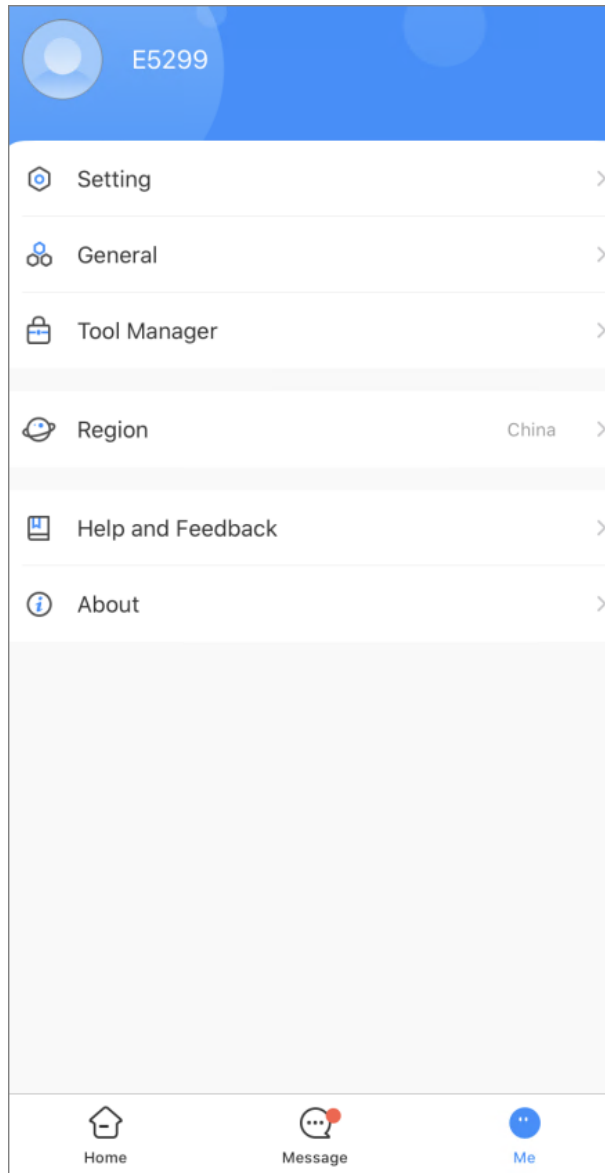 E5299
Setting
General
Tool Manager
Region China
Help and Feedback
About
Home Message Me